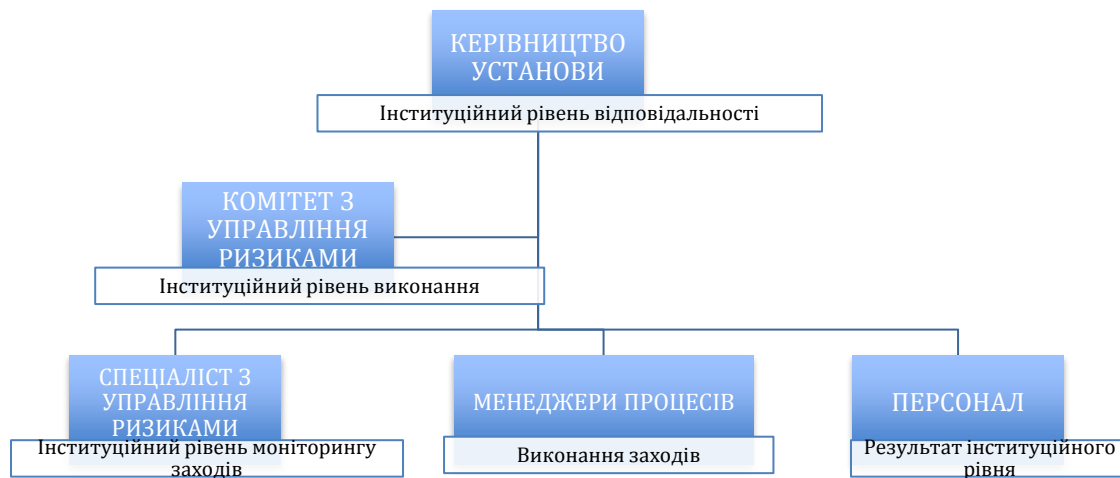 КЕРІВНИЦТВО
УСТАНОВИ
Інституційний рівень відповідальності
КОМІТЕТ З
УПРАВЛІННЯ
РИЗИКАМИ
Інституційний рівень виконання
СПЕЦІАЛІСТ З
УПРАВЛІННЯ
РИЗИКАМИ
Інституційний рівень моніторингу
заходів
МЕНЕДЖЕРИ ПРОЦЕСІВ
Виконання заходів
ПЕРСОНАЛ
Результат інституційного
рівня